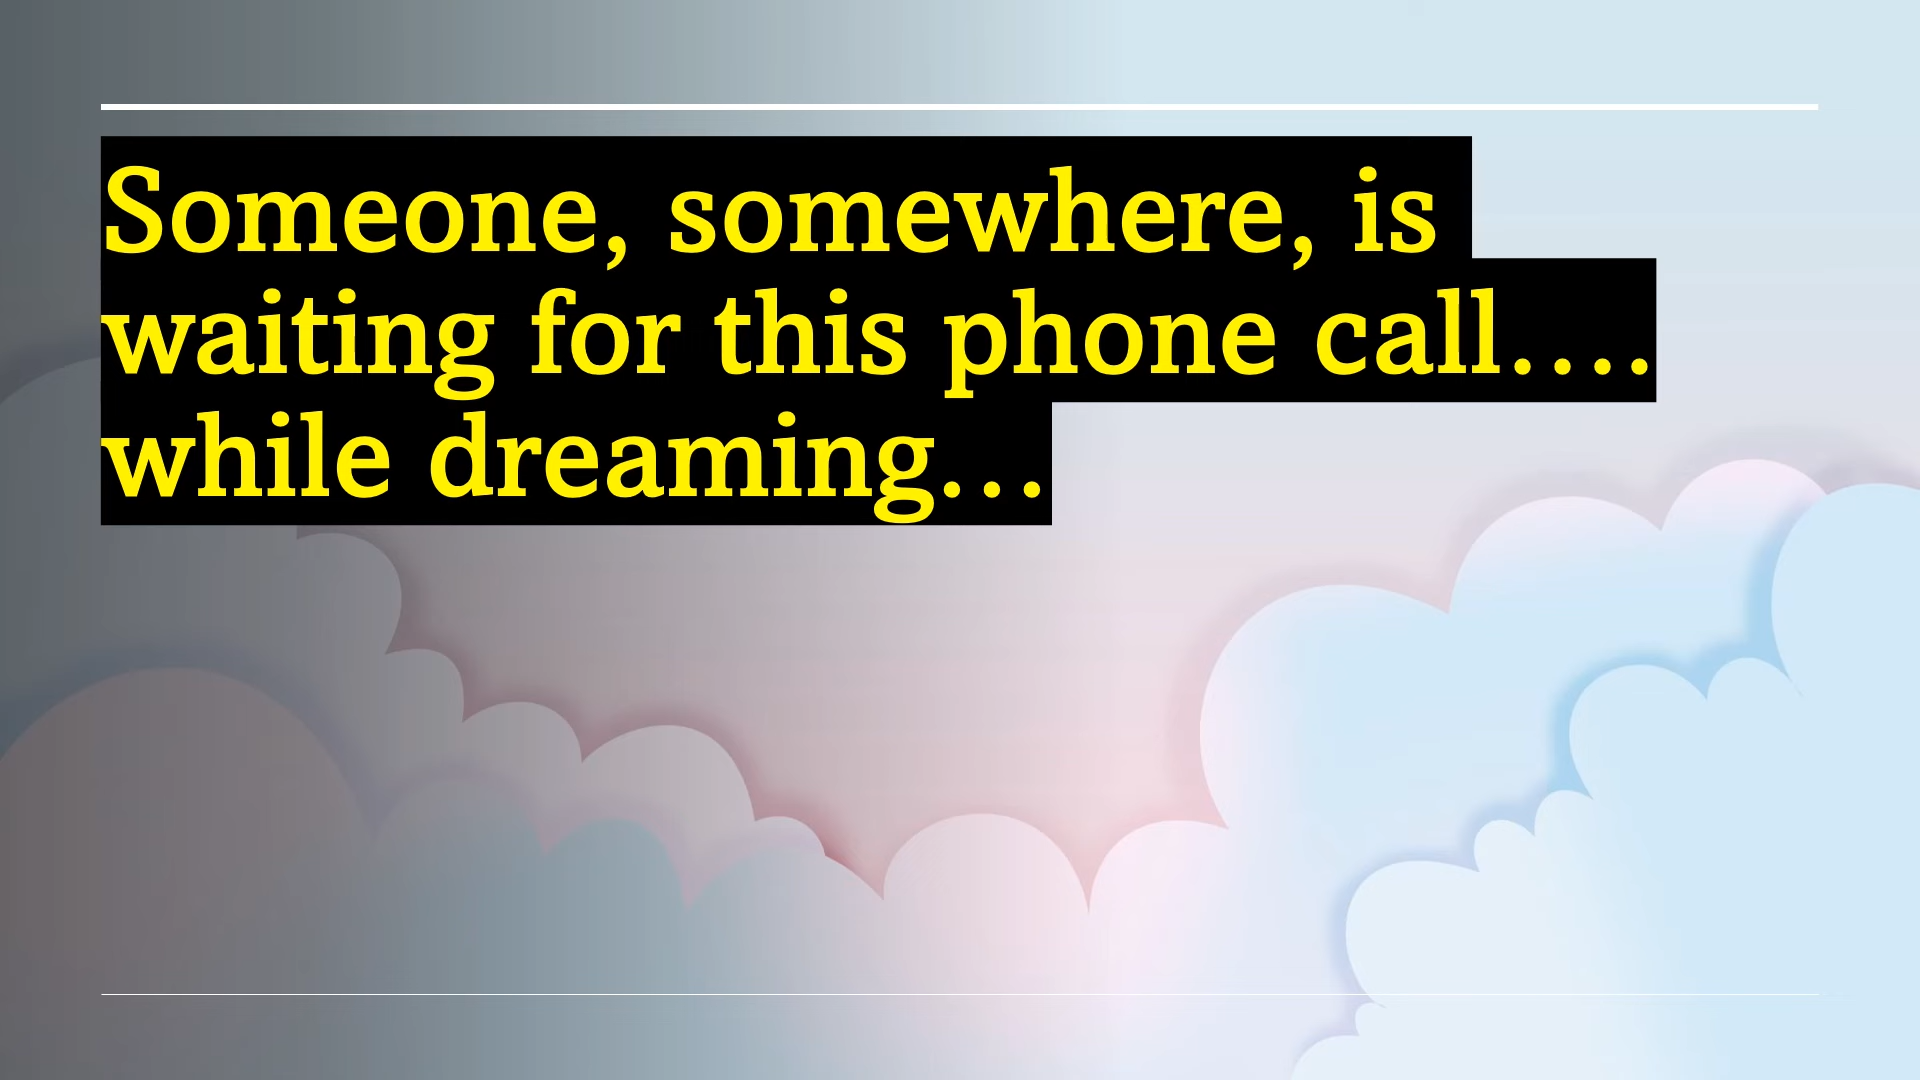 Someone, somewhere, is
waiting for this phone call….
while dreaming…